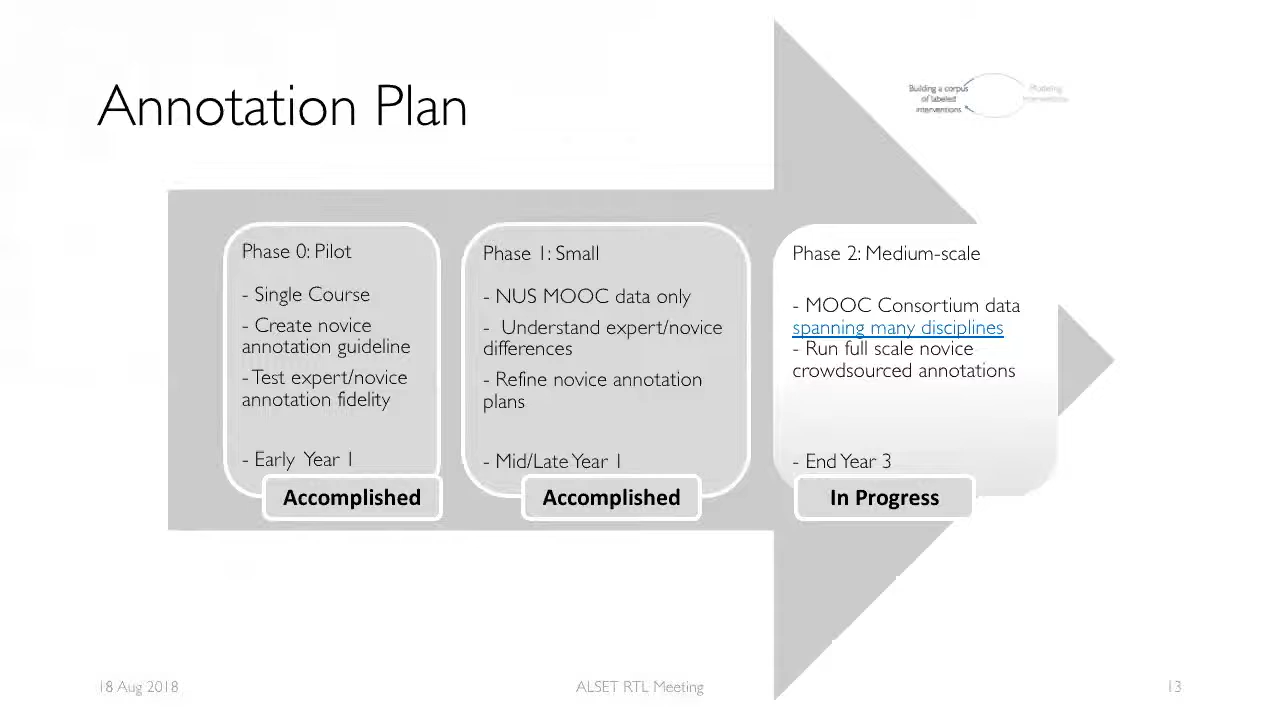 Annotation Plan
Building a corpus
of labeled
interventions
Modeling
Interventions
Phase 0: Pilot
- Single Course
- Create novice
annotation guideline
- Test expert/novice
annotation fidelity
- Early Year 1
Accomplished
Phase 1: Small
- NUS MOOC data only
- Understand expert/novice
differences
- Refine novice annotation
plans
- Mid/Late Year 1
Accomplished
Phase 2: Medium-scale
- MOOC Consortium data
spanning many disciplines
- Run full scale novice
crowdsourced annotations
- End Year 3
In Progress
18 Aug 2018
ALSET RTL Meeting
13